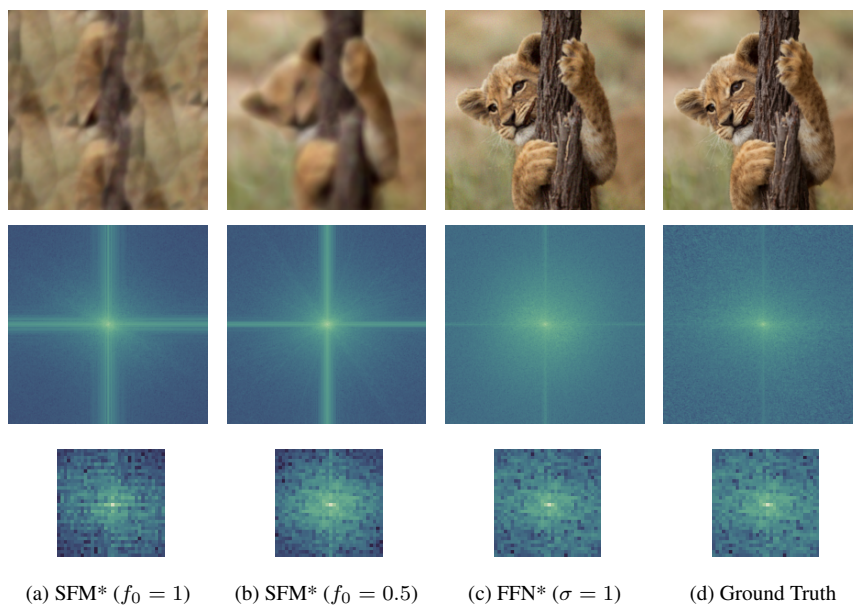 (a) SFM* (f₀ = 1) (b) SFM* (f₀ = 0.5) (c) FFN* (σ = 1) (d) Ground Truth